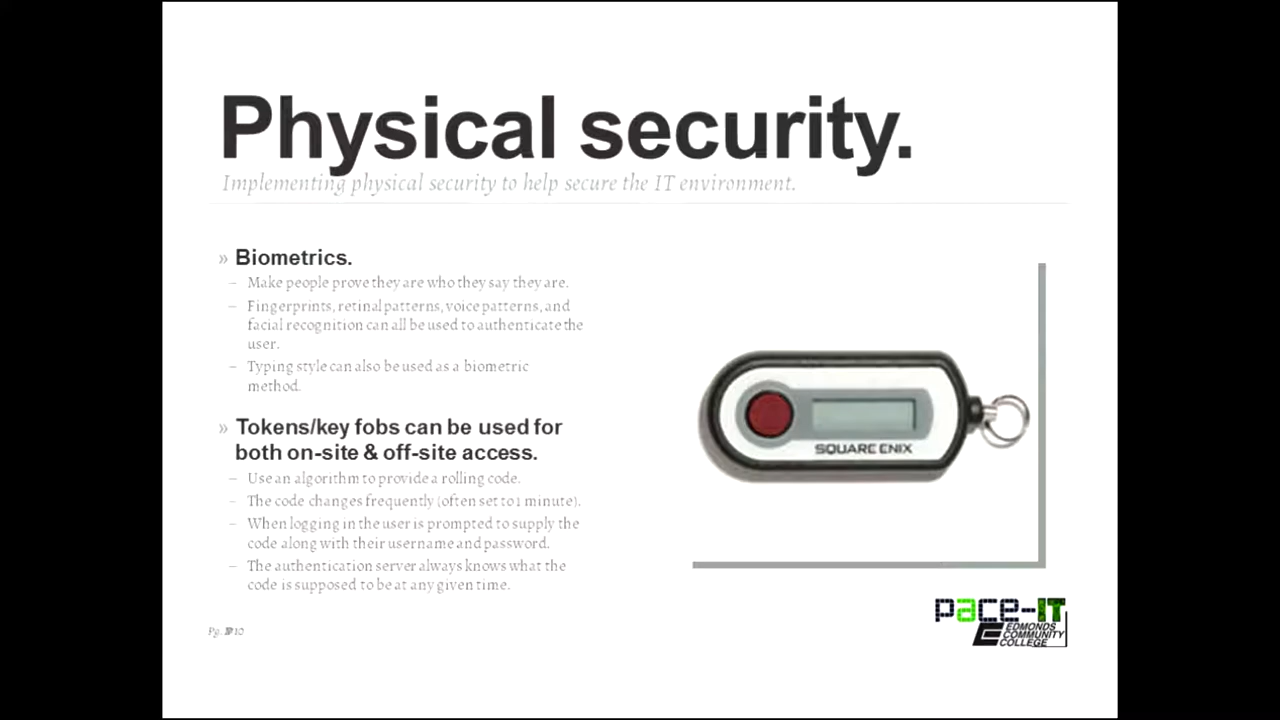 Physical security.
Implementing physical security to help secure the IT environment.
» Biometrics.
– Make people prove they are who they say they are.
– Fingerprints, retinal patterns, voice patterns, and
facial recognition can all be used to authenticate the
user.
– Typing style can also be used as a biometric
method.
» Tokens/key fobs can be used for
both on-site & off-site access.
– Use an algorithm to provide a rolling code.
– The code changes frequently (often set to 1 minute).
– When logging in the user is prompted to supply the
code along with their username and password.
– The authentication server always knows what the
code is supposed to be at any given time.
SQUARE ENIX
Pg. 10
pace-IT
EDMONDS
COMMUNITY
COLLEGE